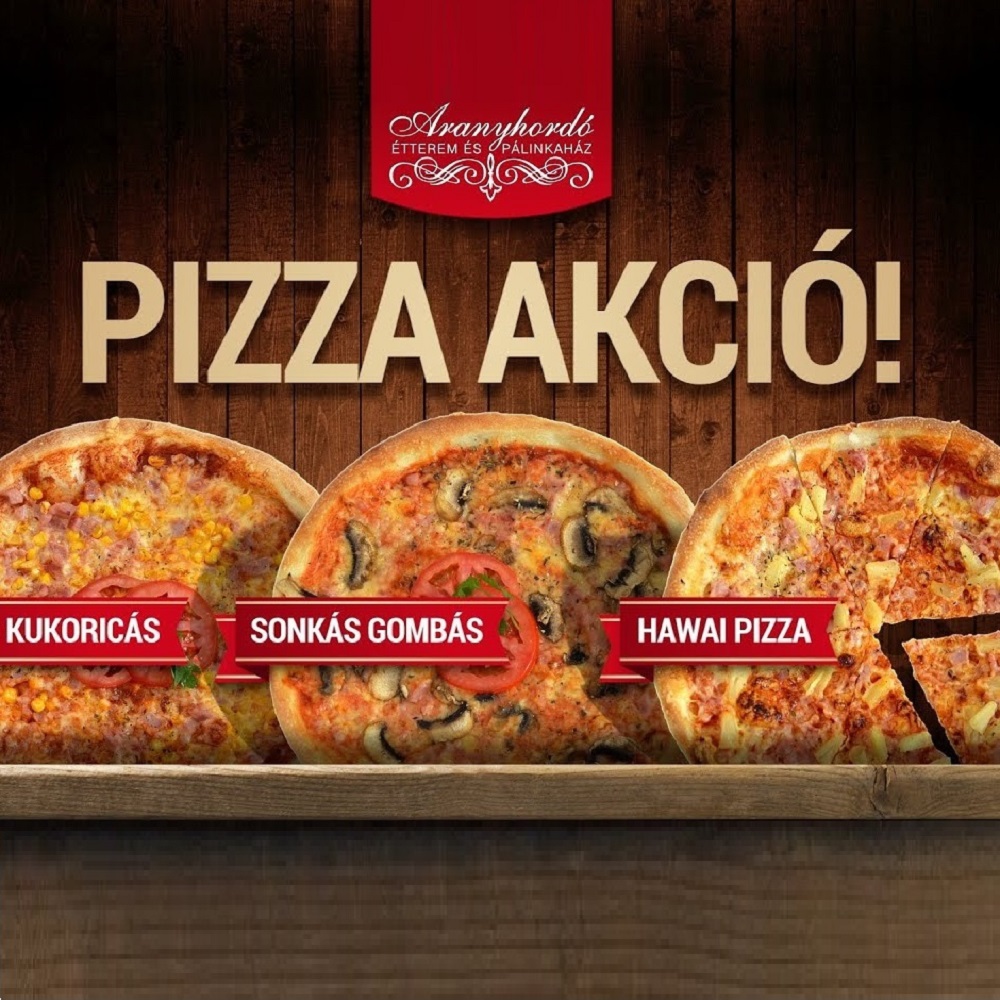 Aranyhordó
ÉTTEREM ÉS PÁLINKAHÁZ
PIZZA AKCIÓ!
KUKORICÁS
SONKÁS GOMBÁS
HAWAI PIZZA